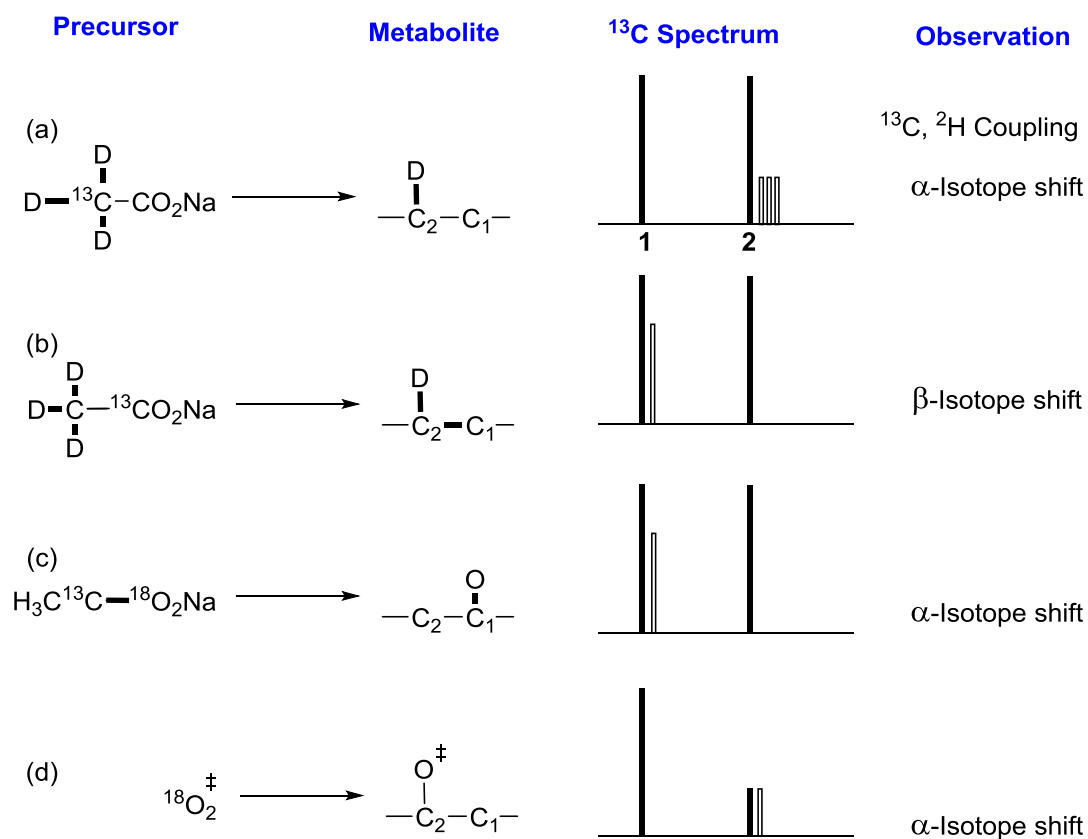 Precursor Metabolite ¹³C Spectrum Observation
(a)
D
D ¹³C CO₂Na
D
D
C₂ C₁
1 2
¹³C, ²H Coupling
α-Isotope shift
(b)
D
D C ¹³CO₂Na
D
D
C₂ C₁
β-Isotope shift
(c)
H₃C¹³C ¹⁸O₂Na
O
C₂ C₁
α-Isotope shift
(d)
¹⁸O₂‡
O‡
C₂ C₁
α-Isotope shift